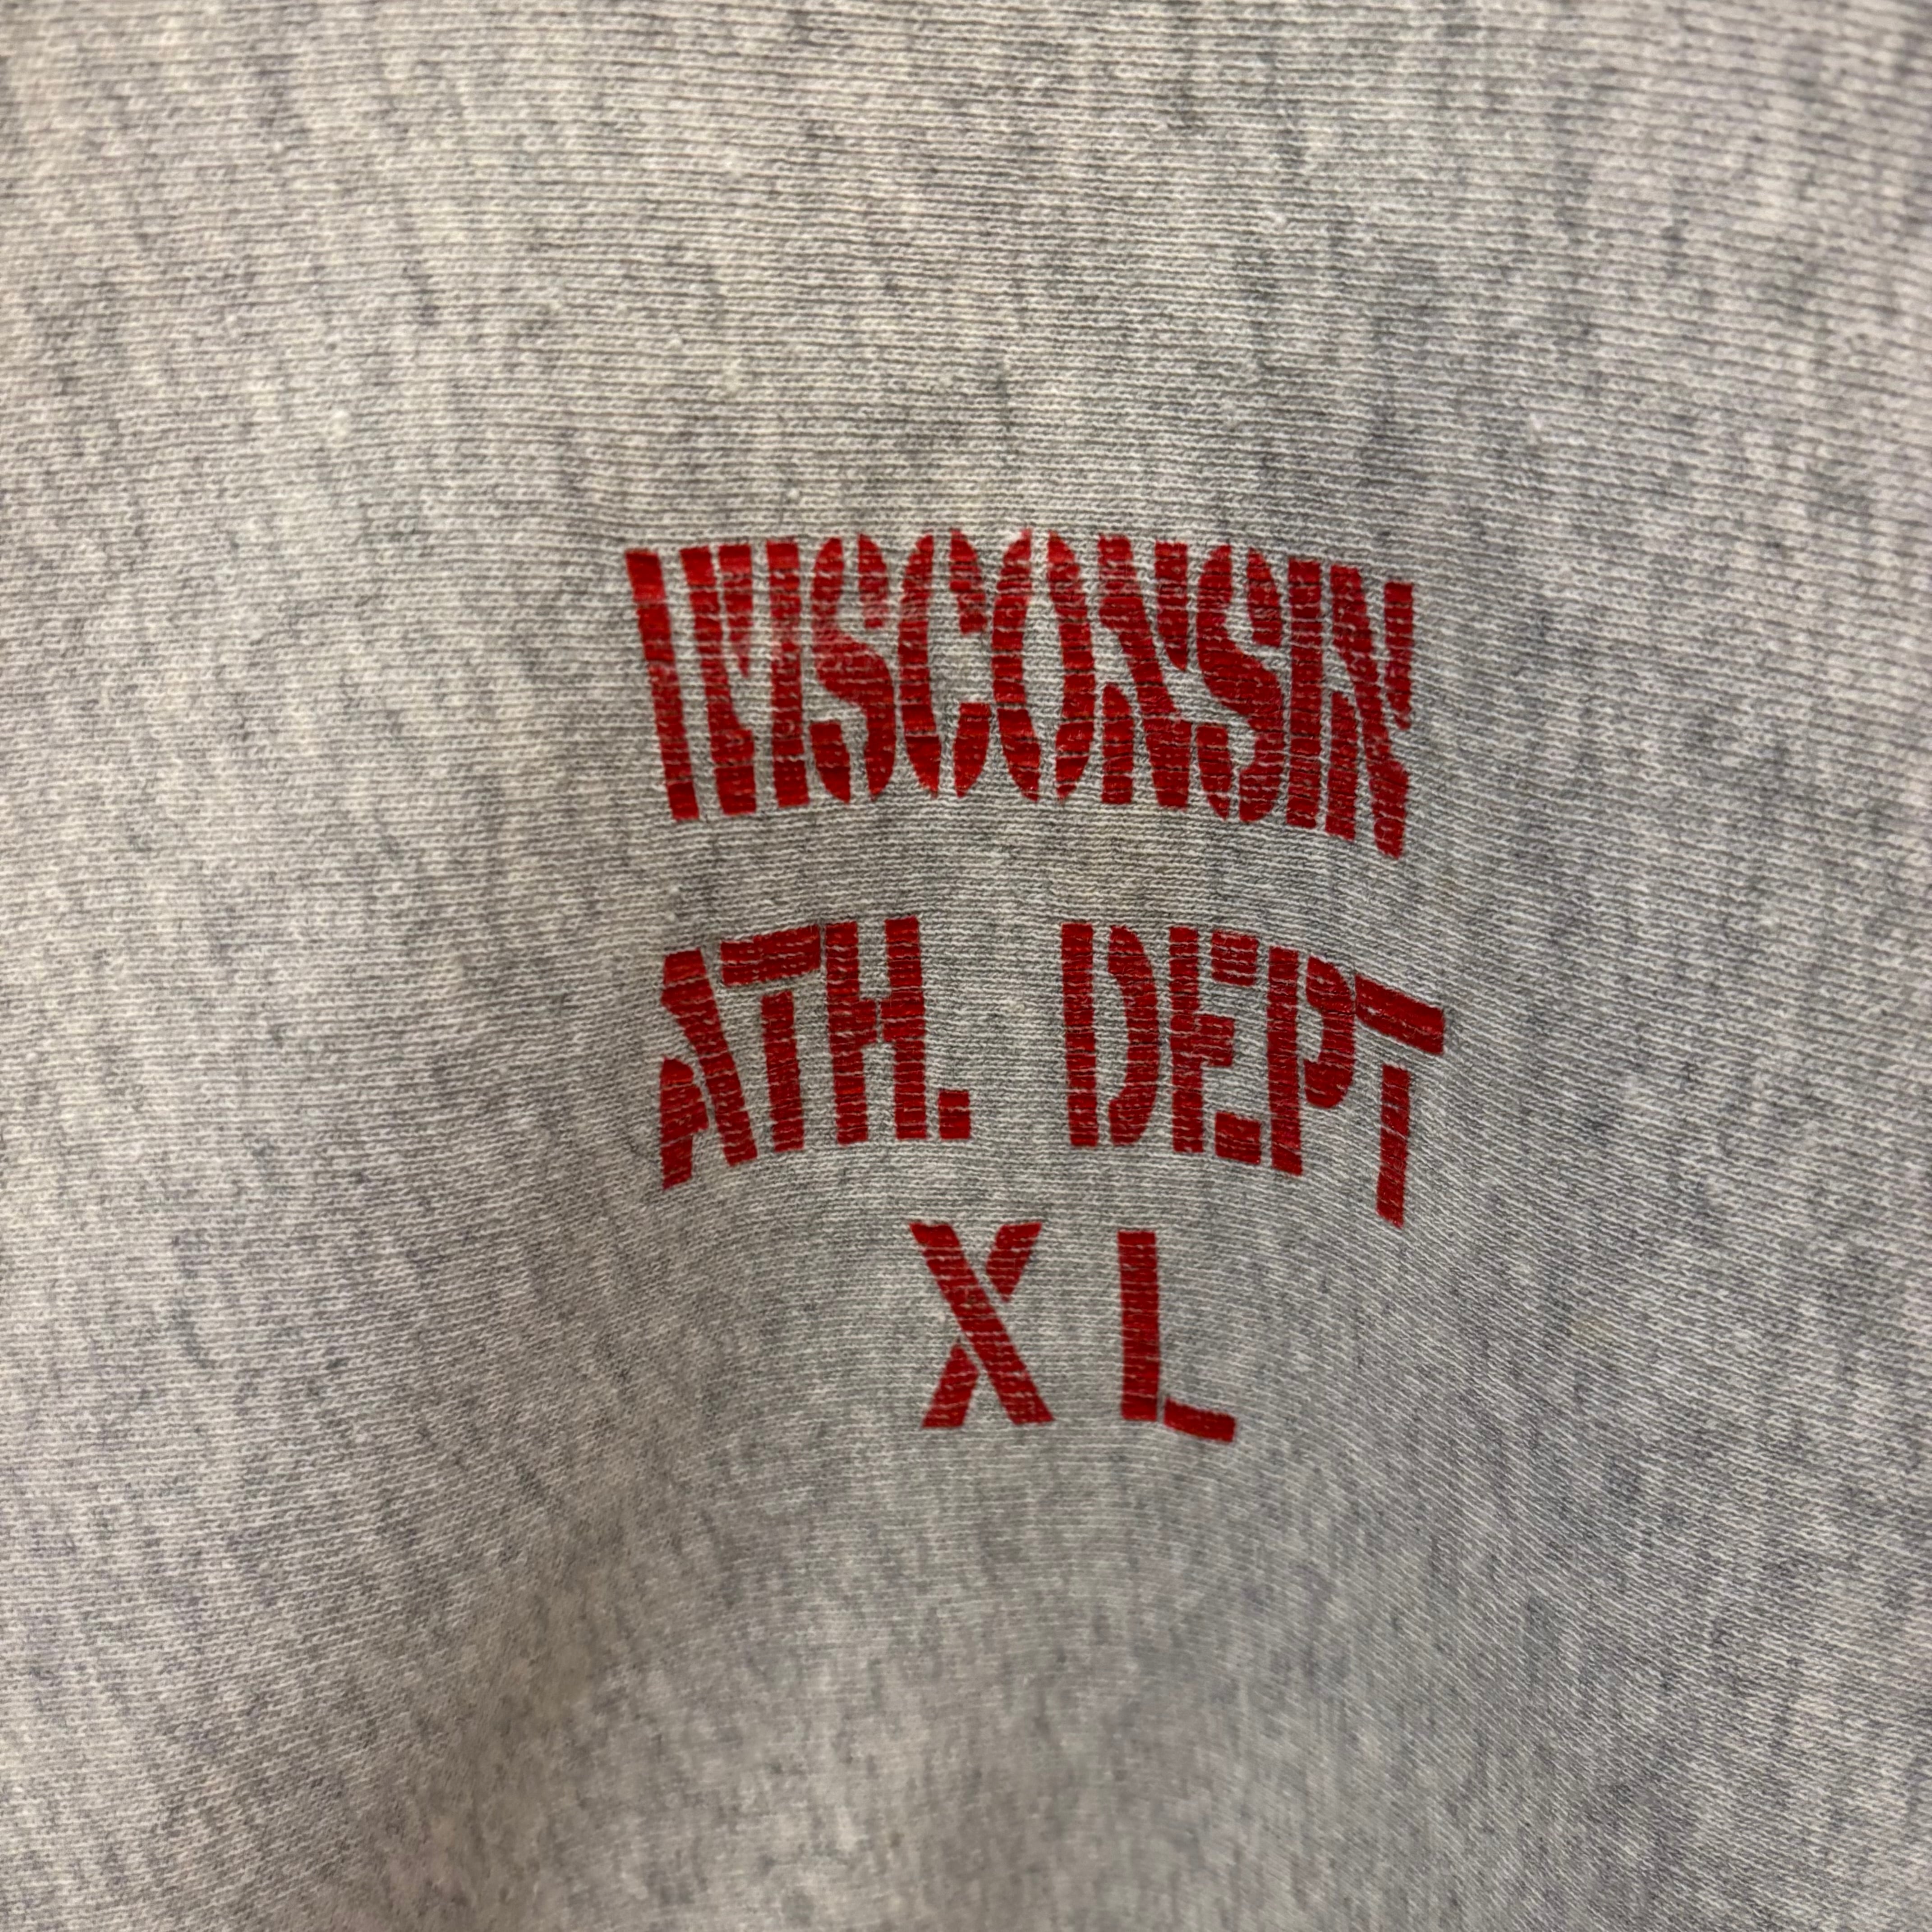 WISCONSIN
ATH. DEPT
XL